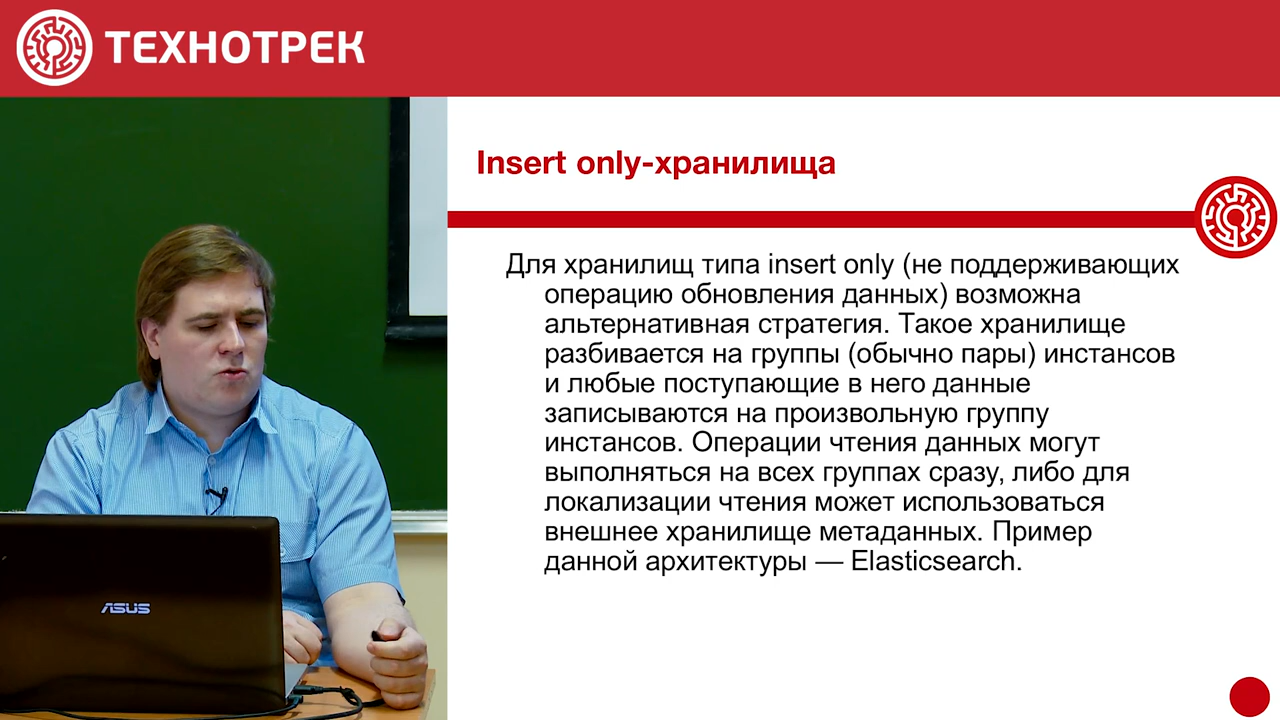 ТЕХНОТРЕК
Insert only-хранилища
Для хранилищ типа insert only (не поддерживающих
операцию обновления данных) возможна
альтернативная стратегия. Такое хранилище
разбивается на группы (обычно пары) инстансов
и любые поступающие в него данные
записываются на произвольную группу
инстансов. Операции чтения данных могут
выполняться на всех группах сразу, либо для
локализации чтения может использоваться
внешнее хранилище метаданных. Пример
данной архитектуры — Elasticsearch.
ASUS